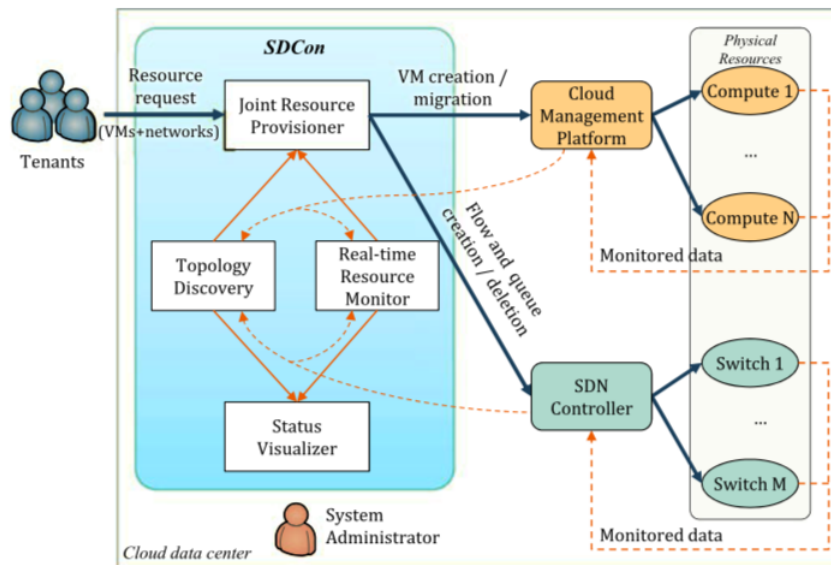 SDCon
Physical
Resources
Resource
request
(VMs+networks)
Tenants
Joint Resource
Provisioner
VM creation /
migration
Cloud
Management
Platform
Compute 1
...
Compute N
Monitored data
Topology
Discovery
Real-time
Resource
Monitor
Flow and queue
creation / deletion
Status
Visualizer
SDN
Controller
Switch 1
...
Switch M
Monitored data
System
Administrator
Cloud data center